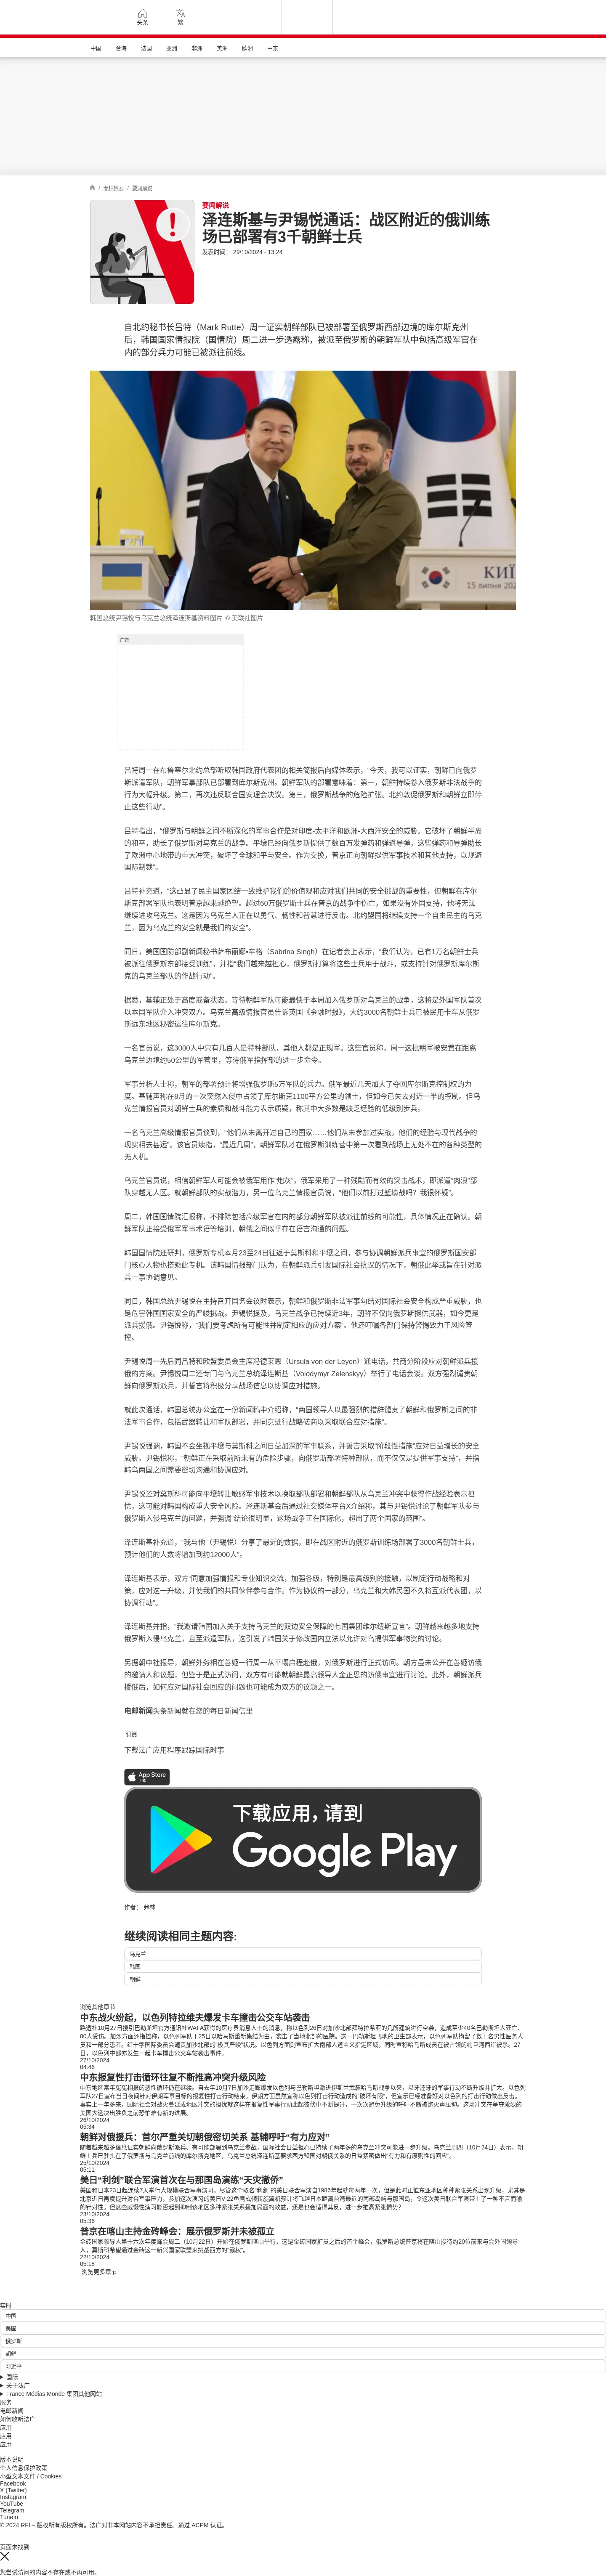 头条
繁
中国
台海
法国
亚洲
非洲
美洲
欧洲
中东
/ 专栏检索 / 要闻解说
要闻解说
泽连斯基与尹锡悦通话：战区附近的俄训练
场已部署有3千朝鲜士兵
发表时间： 29/10/2024 - 13:24
自北约秘书长吕特（Mark Rutte）周一证实朝鲜部队已被部署至俄罗斯西部边境的库尔斯克州
后，韩国国家情报院（国情院）周二进一步透露称，被派至俄罗斯的朝鲜军队中包括高级军官在
内的部分兵力可能已被派往前线。
15 липня 202
韩国总统尹锡悦与乌克兰总统泽连斯基资料图片 © 美联社图片
广告
吕特周一在布鲁塞尔北约总部听取韩国政府代表团的相关简报后向媒体表示，“今天，我可以证实，朝鲜已向俄罗
斯派遣军队，朝鲜军事部队已部署到库尔斯克州。朝鲜军队的部署意味着：第一，朝鲜持续卷入俄罗斯非法战争的
行为大幅升级。第二，再次违反联合国安理会决议。第三，俄罗斯战争的危险扩张。北约敦促俄罗斯和朝鲜立即停
止这些行动”。
吕特指出，“俄罗斯与朝鲜之间不断深化的军事合作是对印度-太平洋和欧洲-大西洋安全的威胁。它破坏了朝鲜半岛
的和平，助长了俄罗斯对乌克兰的战争。平壤已经向俄罗斯提供了数百万发弹药和弹道导弹，这些弹药和导弹助长
了欧洲中心地带的重大冲突，破坏了全球和平与安全。作为交换，普京正向朝鲜提供军事技术和其他支持，以规避
国际制裁”。
吕特补充道，“这凸显了民主国家团结一致维护我们的价值观和应对我们共同的安全挑战的重要性，但朝鲜在库尔
斯克部署军队也表明普京越来越绝望。超过60万俄罗斯士兵在普京的战争中伤亡，如果没有外国支持，他将无法
继续进攻乌克兰。这是因为乌克兰人正在以勇气、韧性和智慧进行反击。北约盟国将继续支持一个自由民主的乌克
兰，因为乌克兰的安全就是我们的安全”。
同日，美国国防部副新闻秘书萨布丽娜•辛格（Sabrina Singh）在记者会上表示，“我们认为，已有1万名朝鲜士兵
被派往俄罗斯东部接受训练”，并指“我们越来越担心，俄罗斯打算将这些士兵用于战斗，或支持针对俄罗斯库尔斯
克的乌克兰部队的作战行动”。
据悉，基辅正处于高度戒备状态，等待朝鲜军队可能最快于本周加入俄罗斯对乌克兰的战争，这将是外国军队首次
以本国军队介入冲突双方。乌克兰高级情报官员告诉英国《金融时报》，大约3000名朝鲜士兵已被民用卡车从俄罗
斯远东地区秘密运往库尔斯克。
一名官员说，这3000人中只有几百人是特种部队，其他人都是正规军。这些官员称，周一这批朝军被安置在距离
乌克兰边境约50公里的军营里，等待俄军指挥部的进一步命令。
军事分析人士称，朝军的部署预计将增强俄罗斯5万军队的兵力。俄军最近几天加大了夺回库尔斯克控制权的力
度。基辅声称在8月的一次突然入侵中占领了库尔斯克1100平方公里的领土，但如今已失去对近一半的控制。但乌
克兰情报官员对朝鲜士兵的素质和战斗能力表示质疑，称其中大多数是缺乏经验的低级别步兵。
一名乌克兰高级情报官员谈到，“他们从未离开过自己的国家……他们从未参加过实战。他们的经验与现代战争的
现实相去甚远”。该官员续指，“最近几周”，朝鲜军队才在俄罗斯训练营中第一次看到战场上无处不在的各种类型的
无人机。
乌克兰官员说，相信朝鲜军人可能会被俄军用作“炮灰”，俄军采用了一种残酷而有效的突击战术，即派遣“肉浪”部
队穿越无人区。就朝鲜部队的实战潜力，另一位乌克兰情报官员说，“他们以前打过堑壕战吗？我很怀疑”。
周二，韩国国情院汇报称，不排除包括高级军官在内的部分朝鲜军队被派往前线的可能性，具体情况正在确认。朝
鲜军队正接受俄军军事术语等培训，朝俄之间似乎存在语言沟通的问题。
韩国国情院还研判，俄罗斯专机本月23至24日往返于莫斯科和平壤之间，参与协调朝鲜派兵事宜的俄罗斯国安部
门核心人物也搭乘此专机。该韩国情报部门认为，在朝鲜派兵引发国际社会抗议的情况下，朝俄此举或旨在针对派
兵一事协调意见。
同日，韩国总统尹锡悦在主持召开国务会议时表示，朝鲜和俄罗斯非法军事勾结对国际社会安全构成严重威胁，也
是危害韩国国家安全的严峻挑战。尹锡悦提及，乌克兰战争已持续近3年，朝鲜不仅向俄罗斯提供武器，如今更是
派兵援俄。尹锡悦称，“我们要考虑所有可能性并制定相应的应对方案”。他还叮嘱各部门保持警惕致力于风险管
控。
尹锡悦周一先后同吕特和欧盟委员会主席冯德莱恩（Ursula von der Leyen）通电话，共商分阶段应对朝鲜派兵援
俄的方案。尹锡悦周二还专门与乌克兰总统泽连斯基（Volodymyr Zelenskyy）举行了电话会谈。双方强烈谴责朝
鲜向俄罗斯派兵，并誓言将积极分享战场信息以协调应对措施。
就此次通话，韩国总统办公室在一份新闻稿中介绍称，“两国领导人以最强烈的措辞谴责了朝鲜和俄罗斯之间的非
法军事合作，包括武器转让和军队部署，并同意进行战略磋商以采取联合应对措施”。
尹锡悦强调，韩国不会坐视平壤与莫斯科之间日益加深的军事联系，并誓言采取“阶段性措施”应对日益增长的安全
威胁。尹锡悦称，“朝鲜正在采取前所未有的危险步骤，向俄罗斯部署特种部队，而不仅仅是提供军事支持”，并指
韩乌两国之间需要密切沟通和协调应对。
尹锡悦还对莫斯科可能向平壤转让敏感军事技术以换取部队部署和朝鲜部队从乌克兰冲突中获得作战经验表示担
忧，这可能对韩国构成重大安全风险。泽连斯基会后通过社交媒体平台X介绍称，其与尹锡悦讨论了朝鲜军队参与
俄罗斯入侵乌克兰的问题，并强调“结论很明显，这场战争正在国际化，超出了两个国家的范围”。
泽连斯基补充道，“我与他（尹锡悦）分享了最近的数据，即在战区附近的俄罗斯训练场部署了3000名朝鲜士兵，
预计他们的人数将增加到约12000人”。
泽连斯基表示，双方“同意加强情报和专业知识交流，加强各级，特别是最高级别的接触，以制定行动战略和对
策，应对这一升级，并使我们的共同伙伴参与合作。作为协议的一部分，乌克兰和大韩民国不久将互派代表团，以
协调行动”。
泽连斯基并指，“我邀请韩国加入关于支持乌克兰的双边安全保障的七国集团维尔纽斯宣言”。朝鲜越来越多地支持
俄罗斯入侵乌克兰，直至派遣军队，这引发了韩国关于修改国内立法以允许对乌提供军事物资的讨论。
另据朝中社报导，朝鲜外务相崔善姬一行周一从平壤启程赴俄，对俄罗斯进行正式访问。朝方虽未公开崔善姬访俄
的邀请人和议题，但鉴于是正式访问，双方有可能就朝鲜最高领导人金正恩的访俄事宜进行讨论。此外，朝鲜派兵
援俄后，如何应对国际社会回应的问题也可能成为双方的议题之一。
电邮新闻头条新闻就在您的每日新闻信里
订阅
下载法广应用程序跟踪国际时事
App Store
下载
下载应用，请到
Google Play
作者： 弗林
继续阅读相同主题内容:
乌克兰
韩国
朝鲜
浏览其他章节
中东战火纷起，以色列特拉维夫爆发卡车撞击公交车站袭击
路透社10月27日援引巴勒斯坦官方通讯社WAFA获得的医疗界消息人士的消息，称以色列26日对加沙北部拜特拉希亚的几所建筑进行空袭，造成至少40名巴勒斯坦人死亡、
80人受伤。加沙方面还指控称，以色列军队于25日以哈马斯重新集结为由，袭击了当地北部的医院。这一巴勒斯坦飞地的卫生部表示，以色列军队拘留了数十名男性医务人
员和一部分患者。红十字国际委员会谴责加沙北部的“极其严峻”状况。以色列方面则宣布扩大南部人道主义指定区域，同时宣布哈马斯成员在被占领的约旦河西岸被杀。27
日，以色列中部亦发生一起卡车撞击公交车站袭击事件。
27/10/2024
04:46
中东报复性打击循环往复不断推高冲突升级风险
中东地区常年冤冤相报的恶性循环仍在继续。自去年10月7日加沙走廊爆发以色列与巴勒斯坦激进伊斯兰武装哈马斯战争以来，以牙还牙的军事行动不断升级并扩大。以色列
军队27日宣布当日夜间针对伊朗军事目标的报复性打击行动结束，伊朗方面虽然宣称以色列打击行动造成的“破坏有限”，但宣示已经准备好对以色列的打击行动做出反击。
事实上一年多来，国际社会对战火蔓延成地区冲突的担忧就这样在报复性军事行动此起彼伏中不断提升，一次次避免升级的呼吁不断被炮火声压过。这场冲突在争夺激烈的
美国大选决出胜负之前恐怕难有新的进展。
26/10/2024
05:34
朝鲜对俄援兵：首尔严重关切朝俄密切关系 基辅呼吁“有力应对”
随着越来越多信息证实朝鲜向俄罗斯派兵、有可能部署到乌克兰参战，国际社会日益担心已持续了两年多的乌克兰冲突可能进一步升级。乌克兰周四（10月24日）表示，朝
鲜士兵已驻扎在了俄罗斯与乌克兰前线的库尔斯克地区，乌克兰总统泽连斯基要求西方盟国对朝俄关系的日益紧密做出“有力和有原则性的回应”。
25/10/2024
05:11
美日“利剑”联合军演首次在与那国岛演练“天灾撤侨”
美国和日本23日起连续7天举行大规模联合军事演习。尽管这个取名“利剑”的美日联合军演自1986年起就每两年一次，但是此时正值东亚地区种种紧张关系出现升级，尤其是
北京近日再度提升对台军事压力，参加这次演习的美日V-22鱼鹰式倾转旋翼机预计将飞越日本距离台湾最近的南部岛屿与那国岛，令这次美日联合军演带上了一种不言而喻
的针对性。但这些威慑性演习能否起到抑制该地区多种紧张关系叠加局面的效益，还是也会适得其反，进一步推高紧张情势？
23/10/2024
05:36
普京在喀山主持金砖峰会：展示俄罗斯并未被孤立
金砖国家领导人第十六次年度峰会周二（10月22日）开始在俄罗斯喀山举行，这是金砖国家扩员之后的首个峰会，俄罗斯总统普京将在喀山接待约20位前来与会外国领导
人，莫斯科希望通过金砖这一新兴国家联盟来挑战西方的“霸权”。
22/10/2024
05:18
浏览更多章节
实时
中国
美国
俄罗斯
朝鲜
习近平
国际
关于法广
France Médias Monde 集团其他网站
服务
电邮新闻
如何收听法广
应用
应用
应用
版本说明
个人信息保护政策
小型文本文件 / Cookies
Facebook
X (Twitter)
Instagram
YouTube
Telegram
TuneIn
© 2024 RFI – 版权所有版权所有。法广对非本网站内容不承担责任。通过 ACPM 认证。
页面未找到
您尝试访问的内容不存在或不再可用。